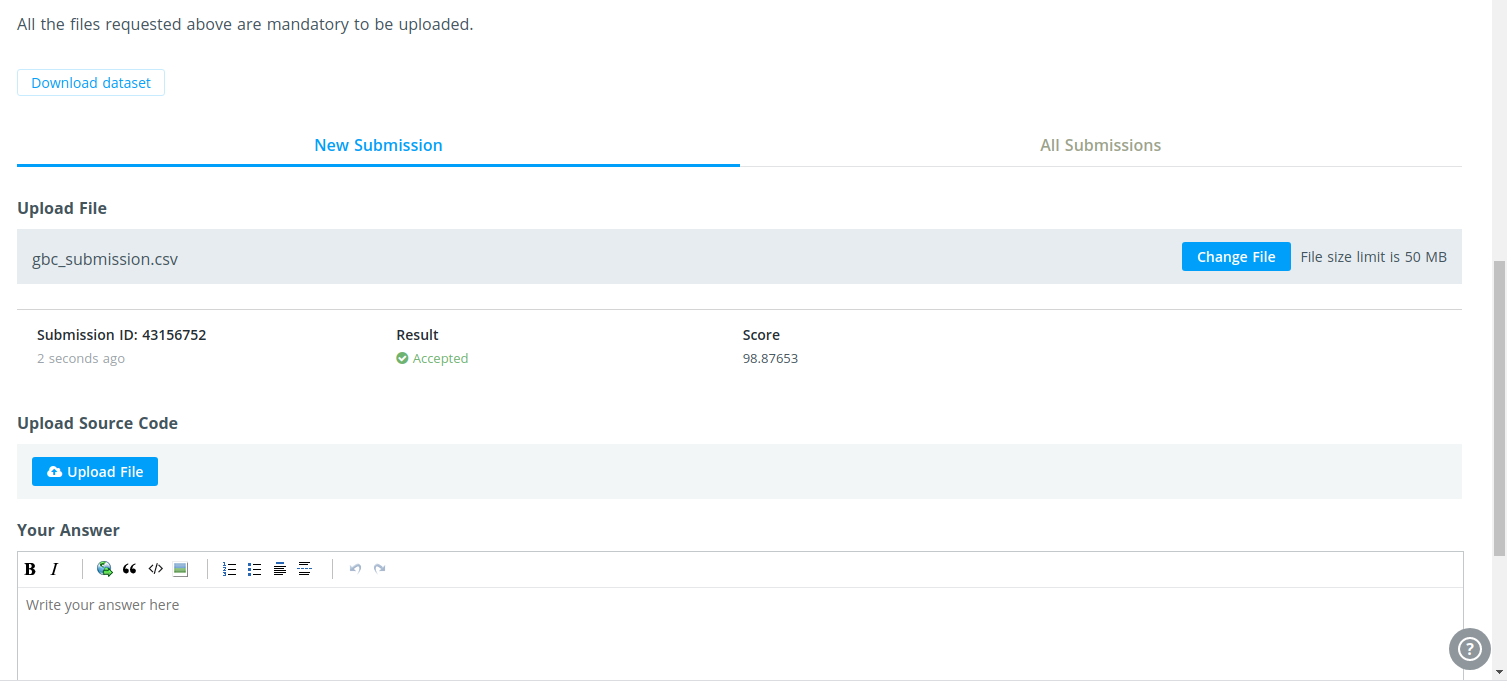 All the files requested above are mandatory to be uploaded.
Download dataset
New Submission
All Submissions
Upload File
gbc_submission.csv
Change File
File size limit is 50 MB
Submission ID: 43156752
Result
Score
2 seconds ago
Accepted
98.87653
Upload Source Code
Upload File
Your Answer
B I
Write your answer here